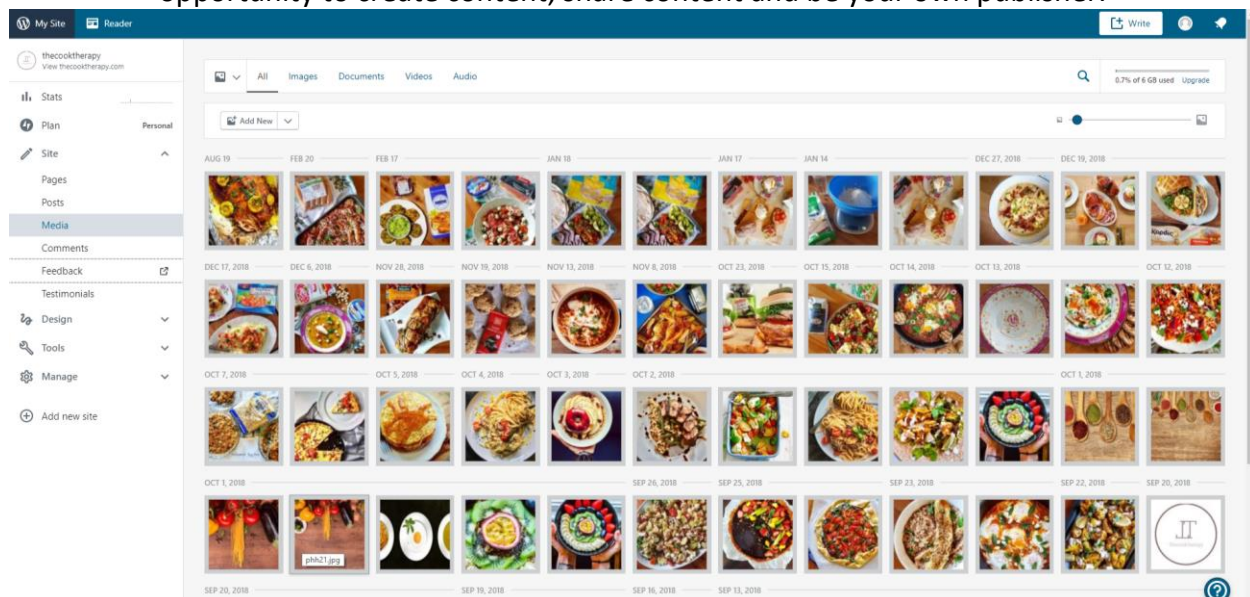 opportunity to create content, share content and be your own publisher.
My Site Reader Write
thecooktherapy
View thecooktherapy.com
Stats
Plan Personal
Site
Pages
Posts
Media
Comments
Feedback
Testimonials
Design
Tools
Manage
Add new site
All Images Documents Videos Audio 0.7% of 6 GB used Upgrade
Add New
AUG 19 FEB 20 FEB 17 JAN 18 JAN 17 JAN 14 DEC 27, 2018 DEC 19, 2018
DEC 17, 2018 DEC 6, 2018 NOV 28, 2018 NOV 19, 2018 NOV 13, 2018 NOV 8, 2018 OCT 23, 2018 OCT 15, 2018 OCT 14, 2018 OCT 13, 2018 OCT 12, 2018
OCT 7, 2018 OCT 5, 2018 OCT 4, 2018 OCT 3, 2018 OCT 2, 2018 OCT 1, 2018
OCT 1, 2018 SEP 26, 2018 SEP 25, 2018 SEP 23, 2018 SEP 22, 2018 SEP 20, 2018
phh21.jpg
SEP 20, 2018 SEP 19, 2018 SEP 16, 2018 SEP 13, 2018